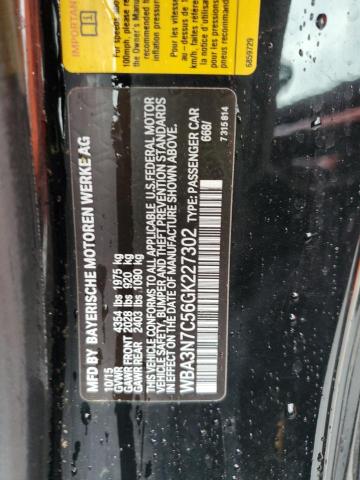 IMPORTANT
MFD BY BAYERISCHE MOTOREN WERKE AG
10/15
GVWR 4354 lbs 1975 kg
GAWR FRONT 2028 lbs 920 kg
GAWR REAR 2403 lbs 1090 kg
THIS VEHICLE CONFORMS TO ALL APPLICABLE U.S. FEDERAL MOTOR
VEHICLE SAFETY, BUMPER AND THEFT PREVENTION STANDARDS
IN EFFECT ON THE DATE OF MANUFACTURE SHOWN ABOVE.
WBA3N7C56GK227302 TYPE: PASSENGER CAR
668/
7 315 814
6859729